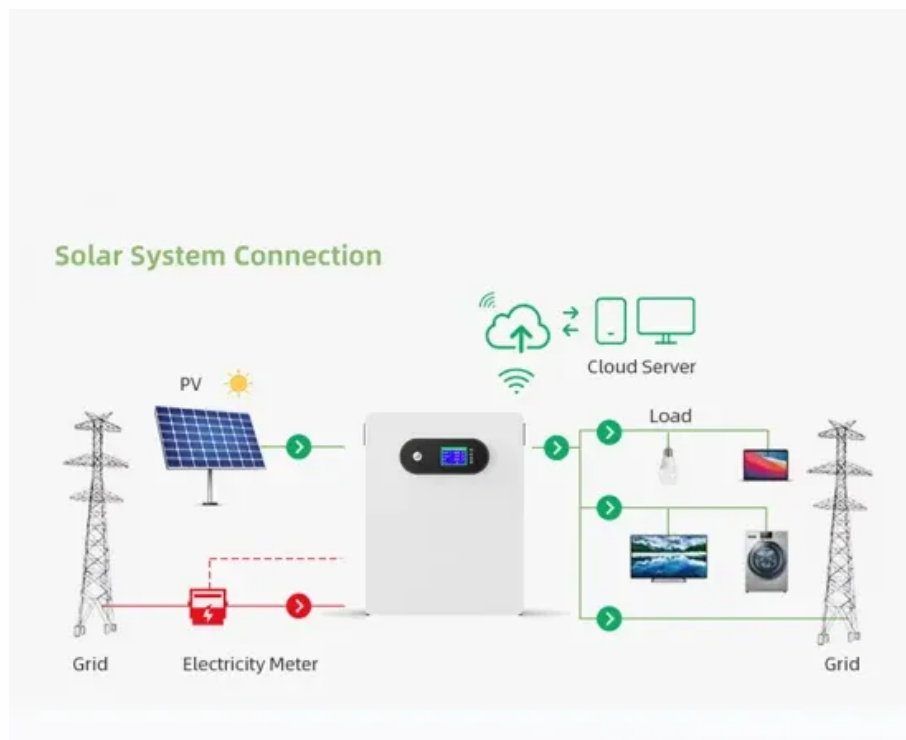 Solar System Connection
Cloud Server
PV
Load
Grid
Electricity Meter
Grid